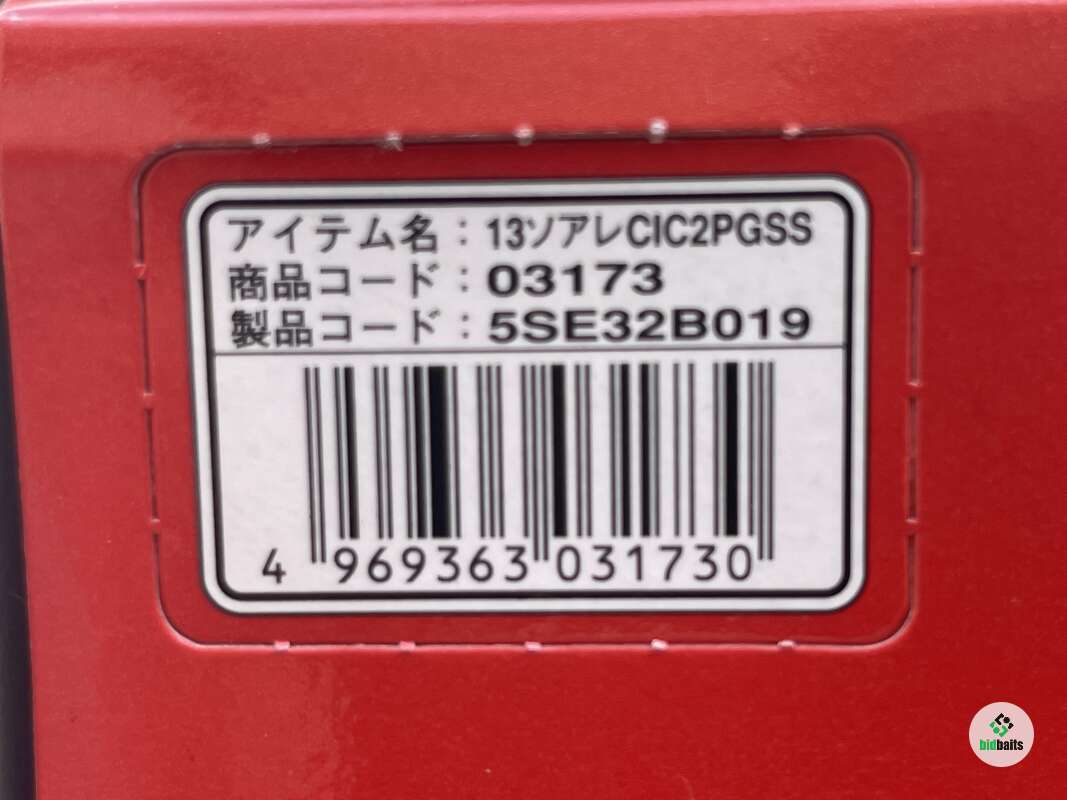 アイテム名：13ソアレCIC2PGSS
商品コード：03173
製品コード：5SE32B019
4 969363 031730
bidbaits